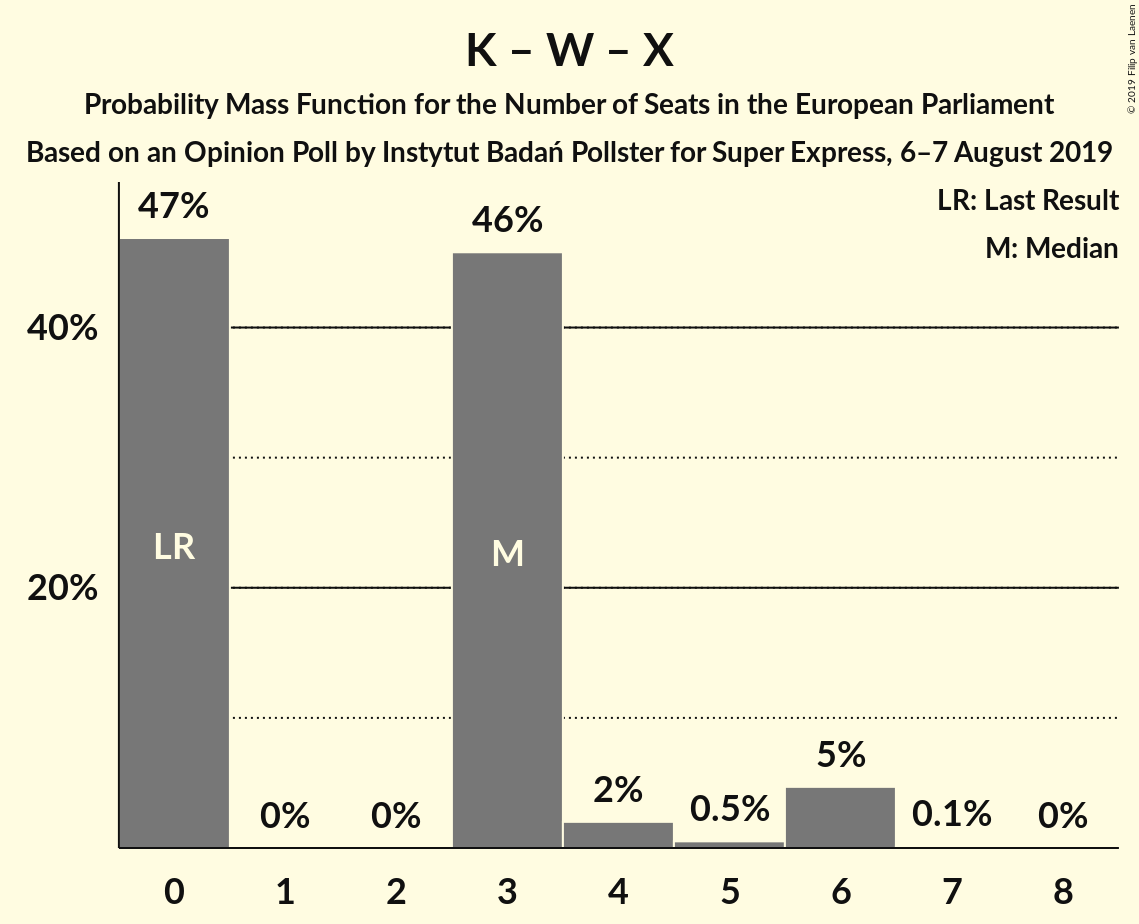 K – W – X
Probability Mass Function for the Number of Seats in the European Parliament
Based on an Opinion Poll by Instytut Badań Pollster for Super Express, 6–7 August 2019
© 2019 Filip van Laenen
LR: Last Result
M: Median
47%
46%
40%
LR
M
20%
5%
2%
0.5%
0.1%
0%
0%
0%
0
1
2
3
4
5
6
7
8